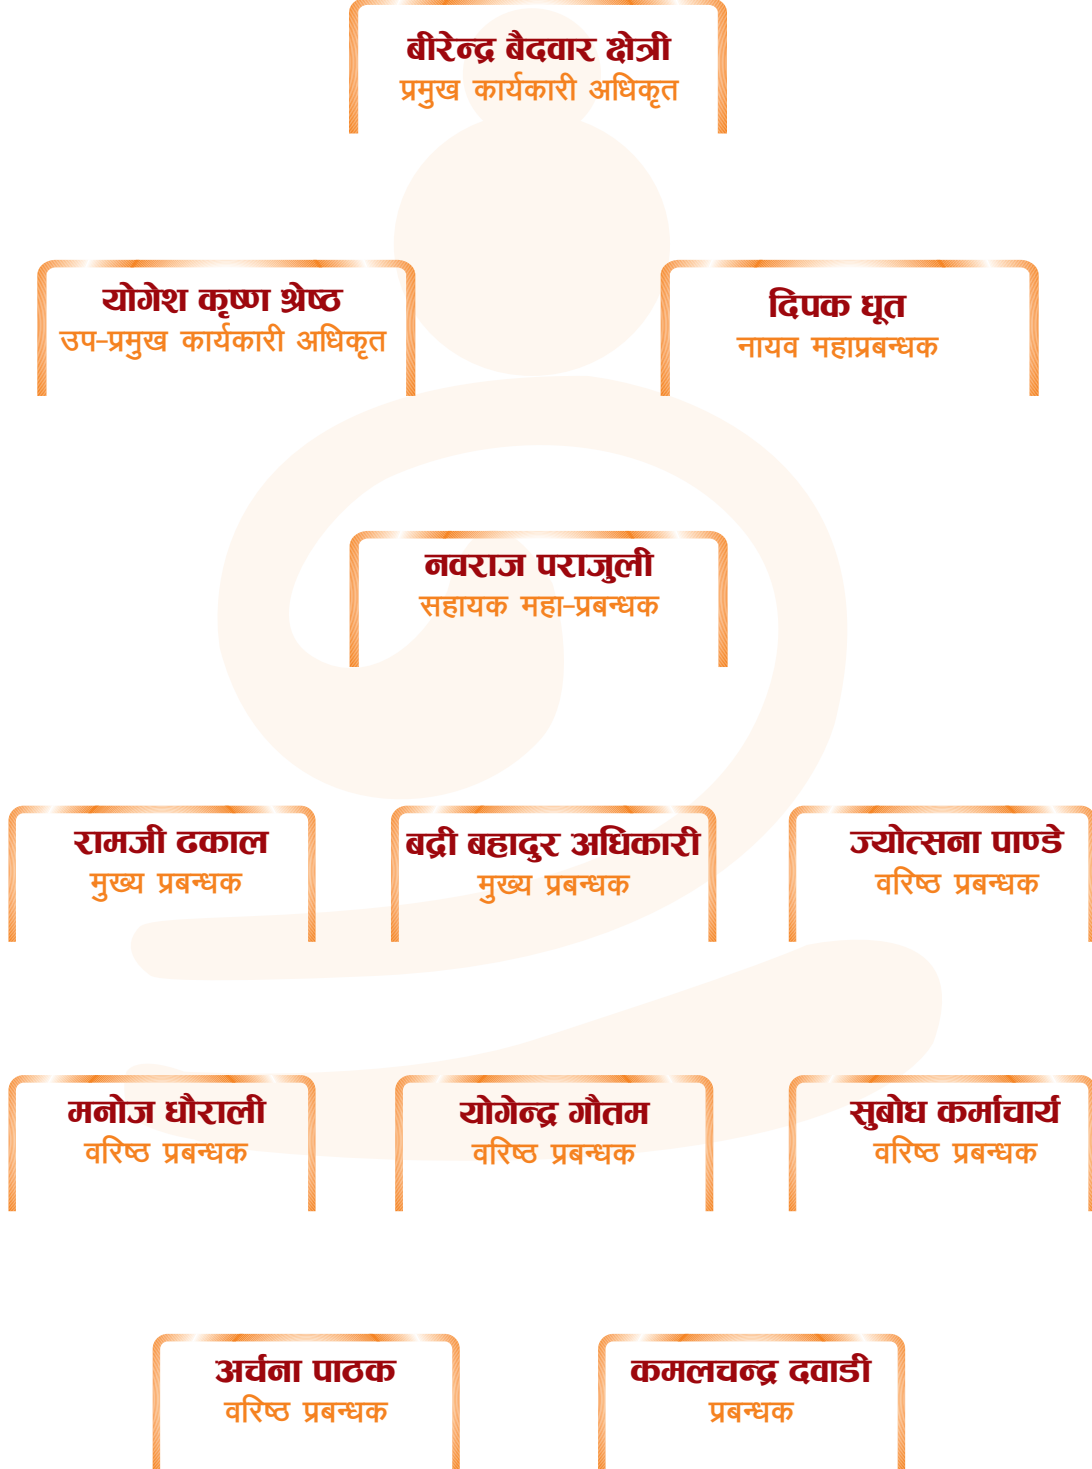 बीरेन्द्र बैदवार क्षेत्री
प्रमुख कार्यकारी अधिकृत
योगेश कृष्ण श्रेष्ठ
उप-प्रमुख कार्यकारी अधिकृत
दिपक धूत
नायव महाप्रबन्धक
नवराज पराजुली
सहायक महा-प्रबन्धक
रामजी ढकाल
मुख्य प्रबन्धक
बद्री बहादुर अधिकारी
मुख्य प्रबन्धक
ज्योत्सना पाण्डे
वरिष्ठ प्रबन्धक
मनोज धौराली
वरिष्ठ प्रबन्धक
योगेन्द्र गौतम
वरिष्ठ प्रबन्धक
सुबोध कर्माचार्य
वरिष्ठ प्रबन्धक
अर्चना पाठक
वरिष्ठ प्रबन्धक
कमलचन्द्र दवाडी
प्रबन्धक